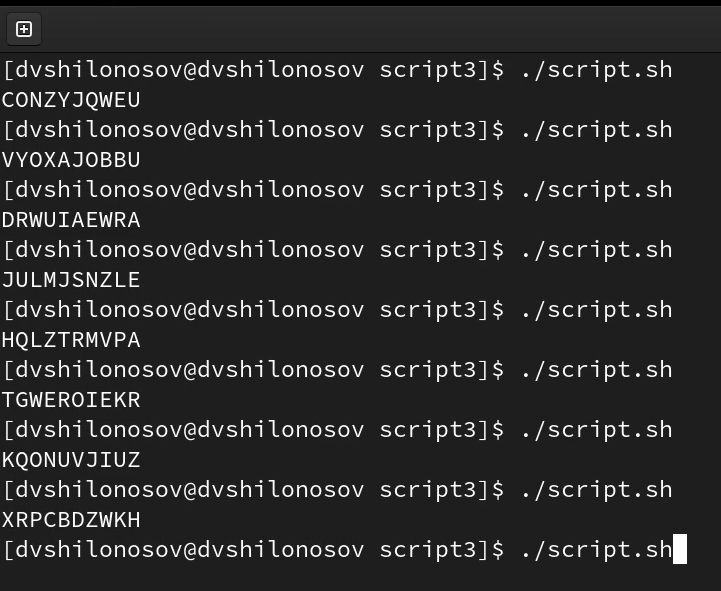 [dvshilonosov@dvshilonosov script3]$ ./script.sh
CONZYJQWEU
[dvshilonosov@dvshilonosov script3]$ ./script.sh
VYOXAJOBBU
[dvshilonosov@dvshilonosov script3]$ ./script.sh
DRWUIAEWRA
[dvshilonosov@dvshilonosov script3]$ ./script.sh
JULMJSNZLE
[dvshilonosov@dvshilonosov script3]$ ./script.sh
HQLZTRMVPA
[dvshilonosov@dvshilonosov script3]$ ./script.sh
TGWEROIEKR
[dvshilonosov@dvshilonosov script3]$ ./script.sh
KQONUVJIUZ
[dvshilonosov@dvshilonosov script3]$ ./script.sh
XRPCBDZWKH
[dvshilonosov@dvshilonosov script3]$ ./script.sh